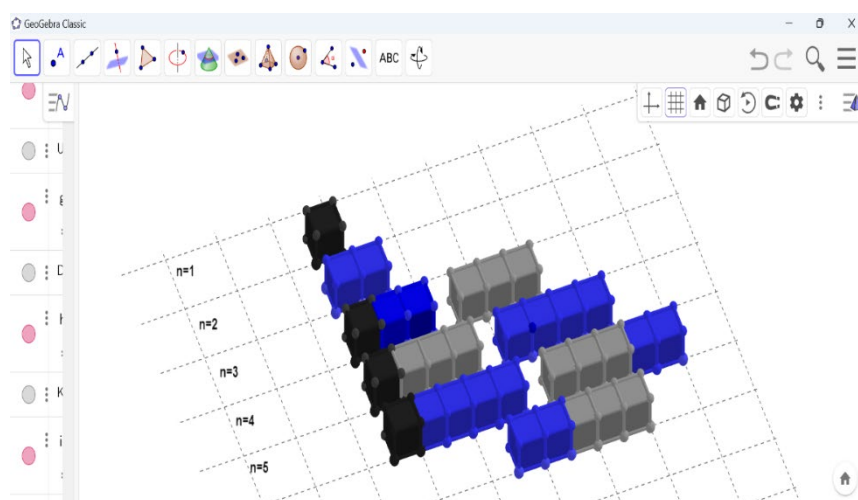 GeoGebra Classic
ABC
U
g
D
h
n=1
n=2
n=3
K
n=4
i
n=5